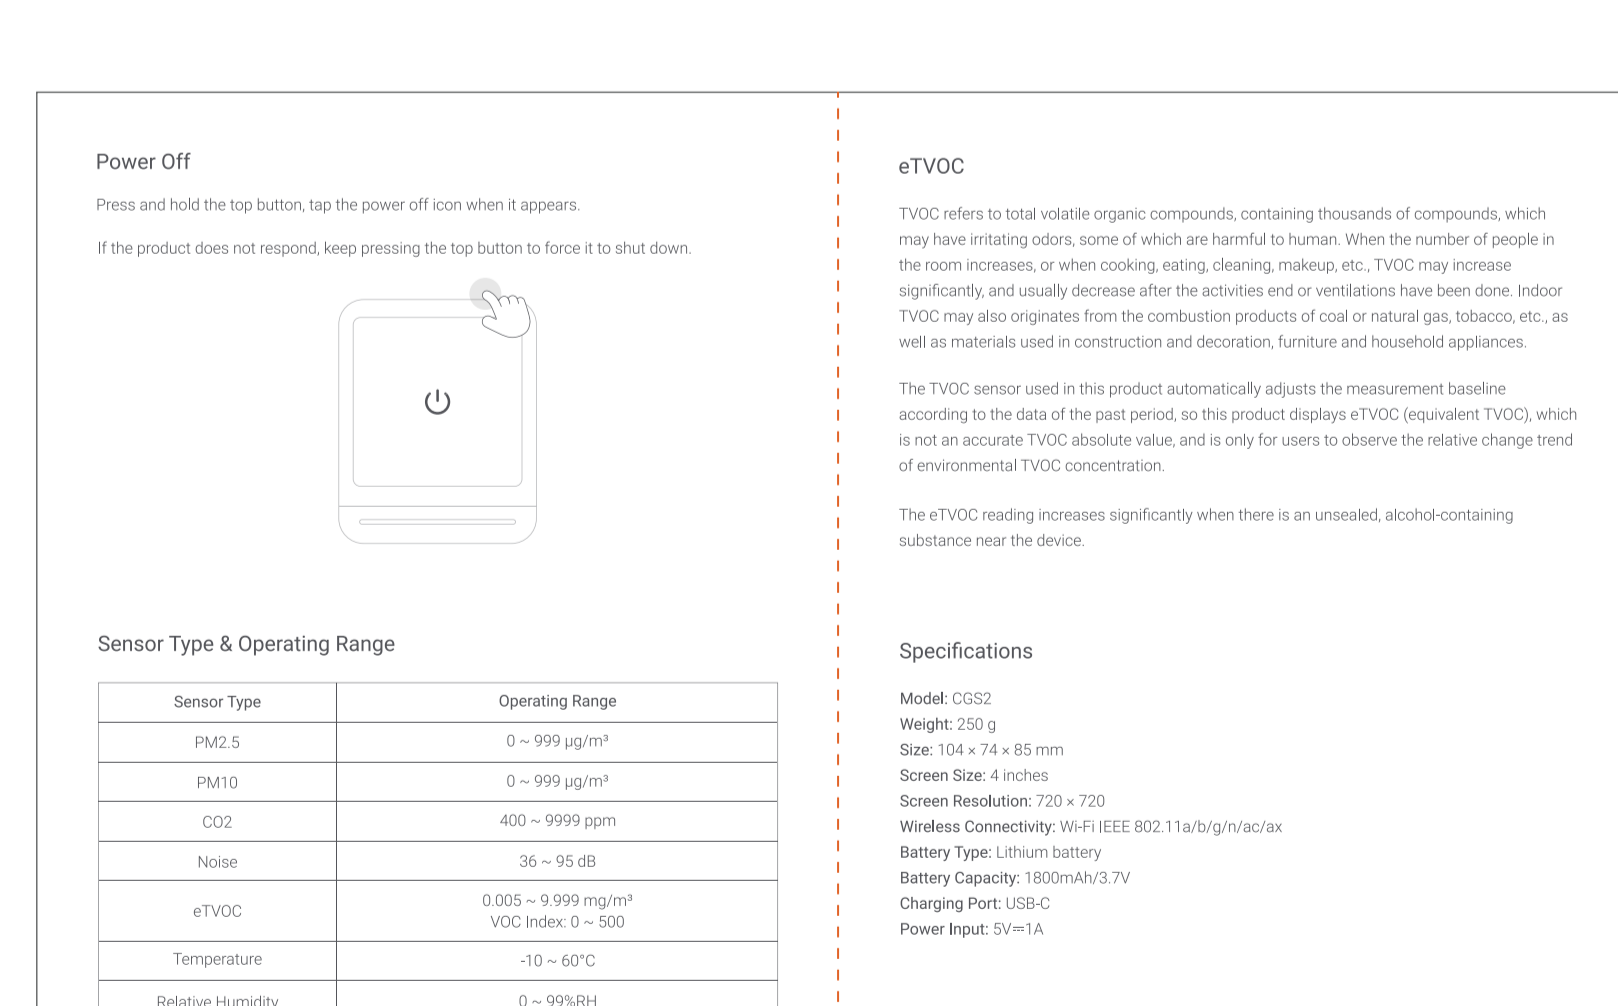 Power Off
Press and hold the top button, tap the power off icon when it appears.
If the product does not respond, keep pressing the top button to force it to shut down.
Sensor Type & Operating Range
Sensor Type Operating Range
PM2.5 0 ~ 999 μg/m³
PM10 0 ~ 999 μg/m³
CO2 400 ~ 9999 ppm
Noise 36 ~ 95 dB
eTVOC 0.005 ~ 9.999 mg/m³
VOC Index: 0 ~ 500
Temperature -10 ~ 60°C
Relative Humidity 0 ~ 99%RH
eTVOC
TVOC refers to total volatile organic compounds, containing thousands of compounds, which
may have irritating odors, some of which are harmful to human. When the number of people in
the room increases, or when cooking, eating, cleaning, makeup, etc., TVOC may increase
significantly, and usually decrease after the activities end or ventilations have been done. Indoor
TVOC may also originates from the combustion products of coal or natural gas, tobacco, etc., as
well as materials used in construction and decoration, furniture and household appliances.
The TVOC sensor used in this product automatically adjusts the measurement baseline
according to the data of the past period, so this product displays eTVOC (equivalent TVOC), which
is not an accurate TVOC absolute value, and is only for users to observe the relative change trend
of environmental TVOC concentration.
The eTVOC reading increases significantly when there is an unsealed, alcohol-containing
substance near the device.
Specifications
Model: CGS2
Weight: 250 g
Size: 104 × 74 × 85 mm
Screen Size: 4 inches
Screen Resolution: 720 × 720
Wireless Connectivity: Wi-Fi IEEE 802.11a/b/g/n/ac/ax
Battery Type: Lithium battery
Battery Capacity: 1800mAh/3.7V
Charging Port: USB-C
Power Input: 5V⎓1A